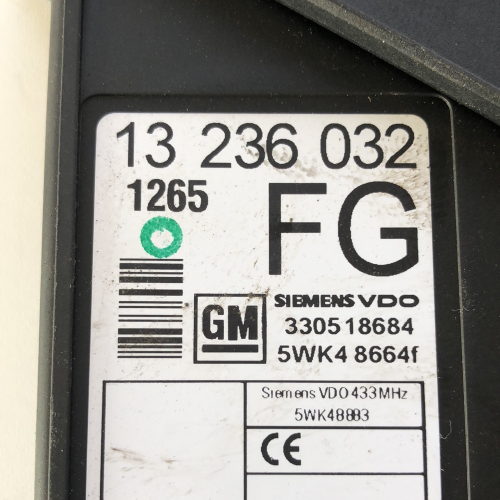 13 236 032
1265
FG
GM
SIEMENS VDO
330518684
5WK4 8664f
Siemens VDO 433MHz
5WK48883
CE